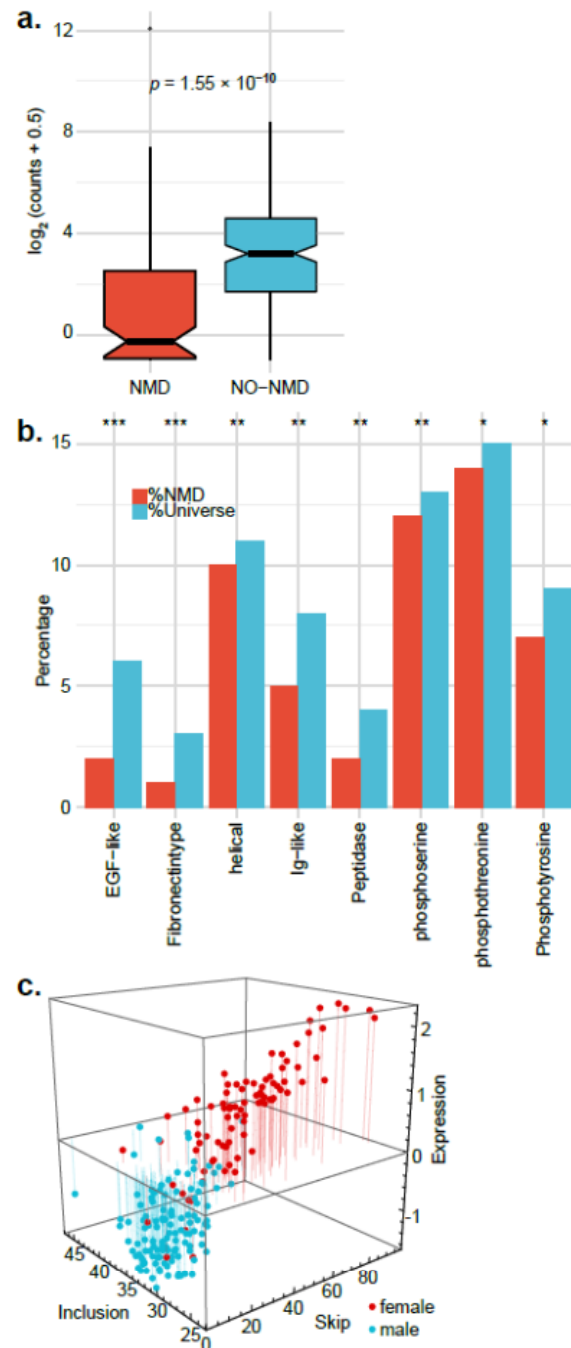 a.
12
p = 1.55 × 10⁻¹⁰
8
4
0
log₂ (counts + 0.5)
NMD NO−NMD
b.
*** *** ** ** ** ** * *
15
%NMD
%Universe
10
5
0
Percentage
EGF−like
Fibronectintype
helical
Ig−like
Peptidase
phosphoserine
phosphothreonine
Phosphotyrosine
c.
2
1
0
-1
Expression
45
40
35
30
25
Inclusion
0
20
40
60
80
Skip
female
male